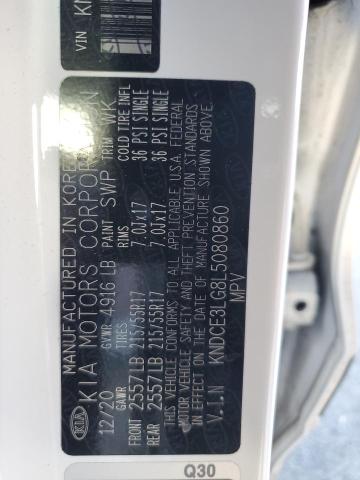 VIN KN
KIA
MANUFACTURED IN KOREA
KIA MOTORS CORPORATION
12/20 GVWR 4916 LB PAINT SWP TRIM WK
GAWR TIRES RIMS COLD TIRE INFL
FRONT 2557LB 215/55R17 7.0Jx17 36 PSI SINGLE
REAR 2557LB 215/55R17 7.0Jx17 36 PSI SINGLE
THIS VEHICLE CONFORMS TO ALL APPLICABLE U.S.A. FEDERAL
MOTOR VEHICLE SAFETY AND THEFT PREVENTION STANDARDS
IN EFFECT ON THE DATE OF MANUFACTURE SHOWN ABOVE.
V.I.N KNDCE3LG8L5080860
MPV
Q30